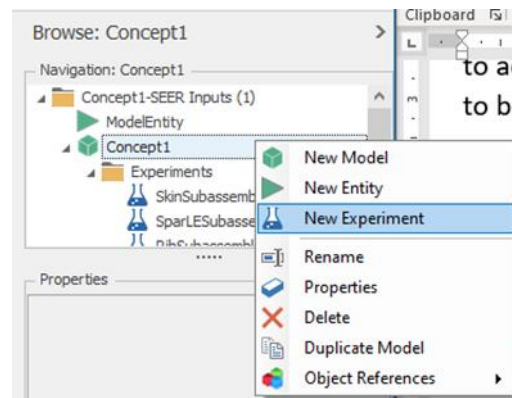 Clipboard
Browse: Concept1
to a
Navigation: Concept1
Concept1-SEER Inputs (1)
to b
ModelEntity
Concept1
Experiments
SkinSubassemb
SparLESubasse
RibSubassembl
New Model
New Entity
New Experiment
Rename
Properties
Delete
Duplicate Model
Object References
Properties